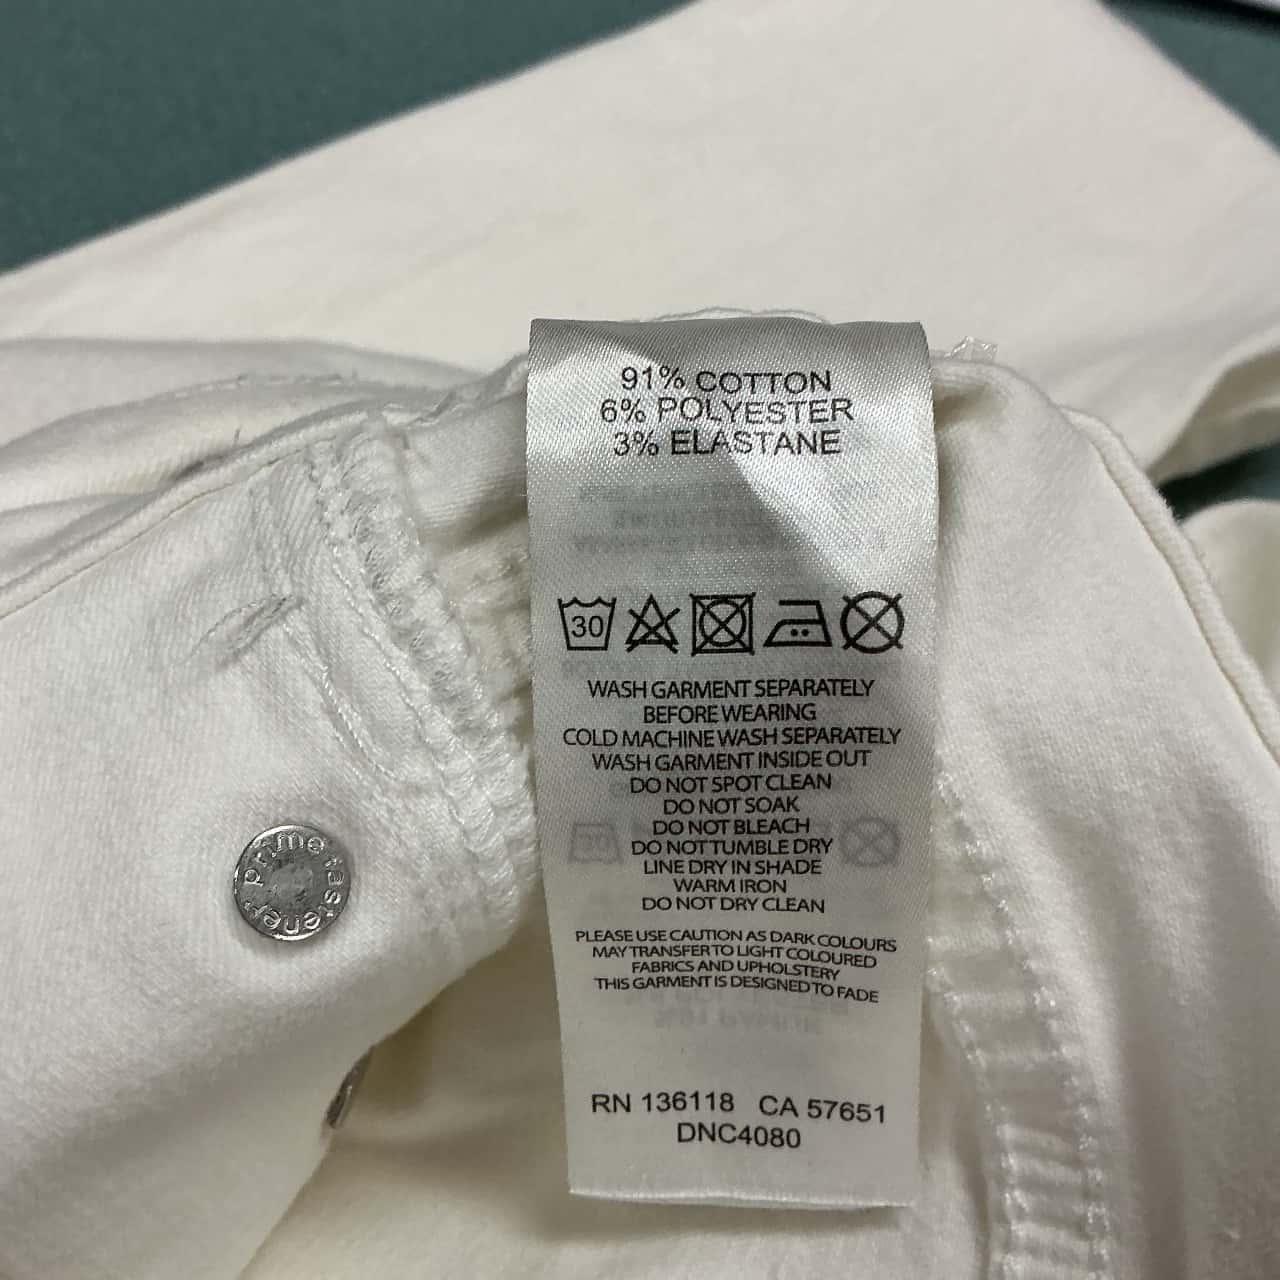 91% COTTON
6% POLYESTER
3% ELASTANE
30
WASH GARMENT SEPARATELY
BEFORE WEARING
COLD MACHINE WASH SEPARATELY
WASH GARMENT INSIDE OUT
DO NOT SPOT CLEAN
DO NOT SOAK
DO NOT BLEACH
DO NOT TUMBLE DRY
LINE DRY IN SHADE
WARM IRON
DO NOT DRY CLEAN
PLEASE USE CAUTION AS DARK COLOURS
MAY TRANSFER TO LIGHT COLOURED
FABRICS AND UPHOLSTERY
THIS GARMENT IS DESIGNED TO FADE
RN 136118 CA 57651
DNC4080
prime fastener